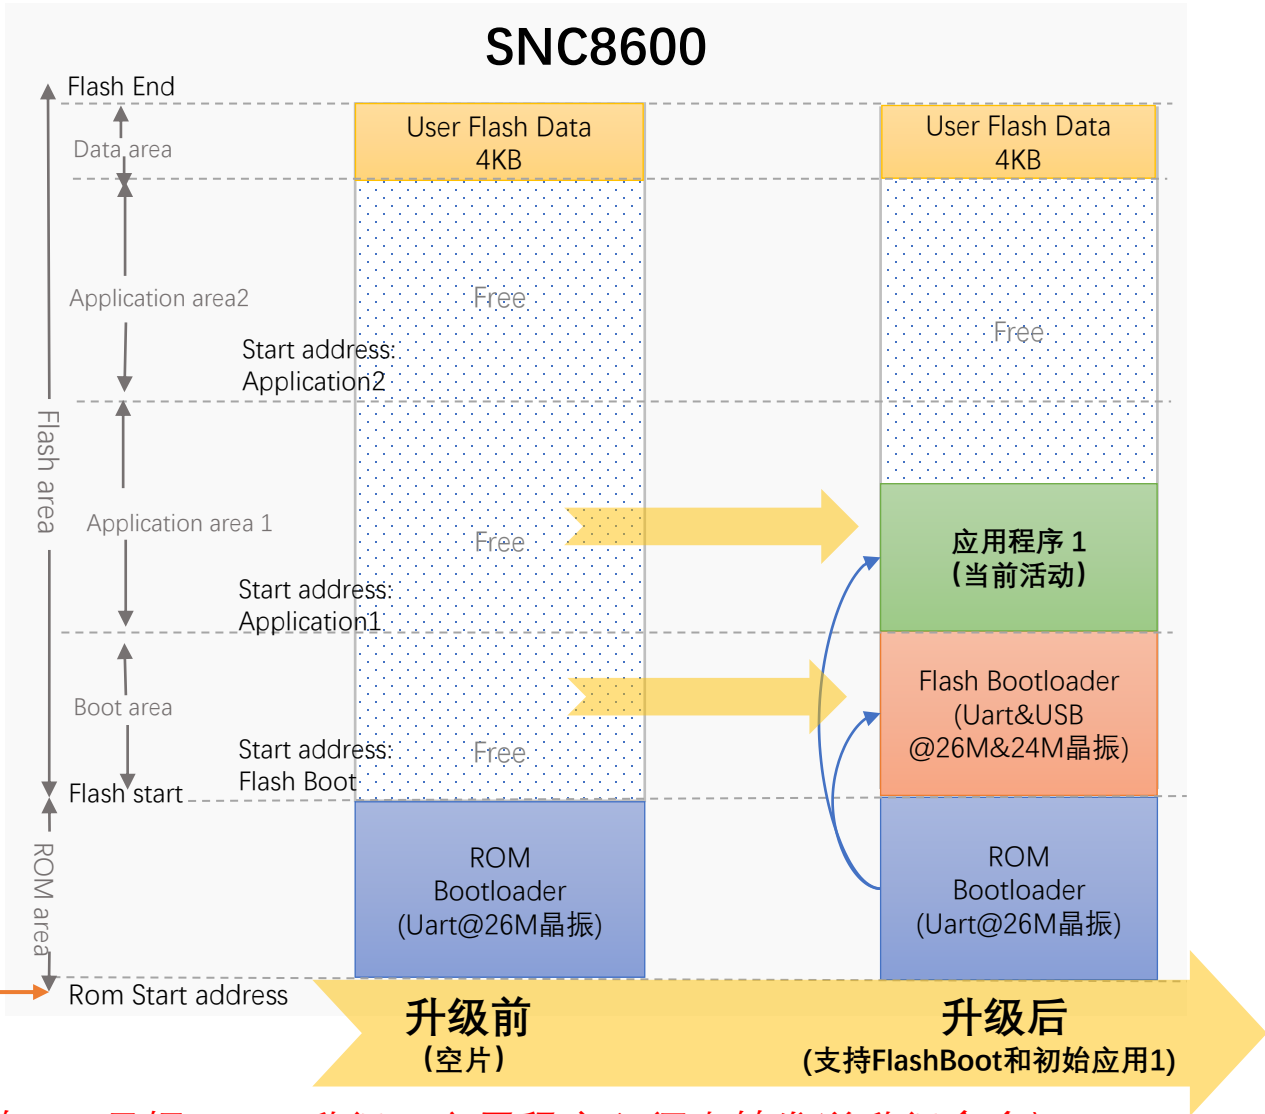 SNC8600
Flash End
Data area
Application area2
Start address:
Application2
Flash area
Application area 1
Start address:
Application1
Boot area
Start address:
Flash Boot
Flash start
ROM area
Rom Start address
User Flash Data
4KB
Free
Free
Free
ROM
Bootloader
(Uart@26M晶振)
User Flash Data
4KB
Free
应用程序 1
(当前活动)
Flash Bootloader
(Uart&USB
@26M&24M晶振)
ROM
Bootloader
(Uart@26M晶振)
升级前
(空片)
升级后
(支持FlashBoot和初始应用1)